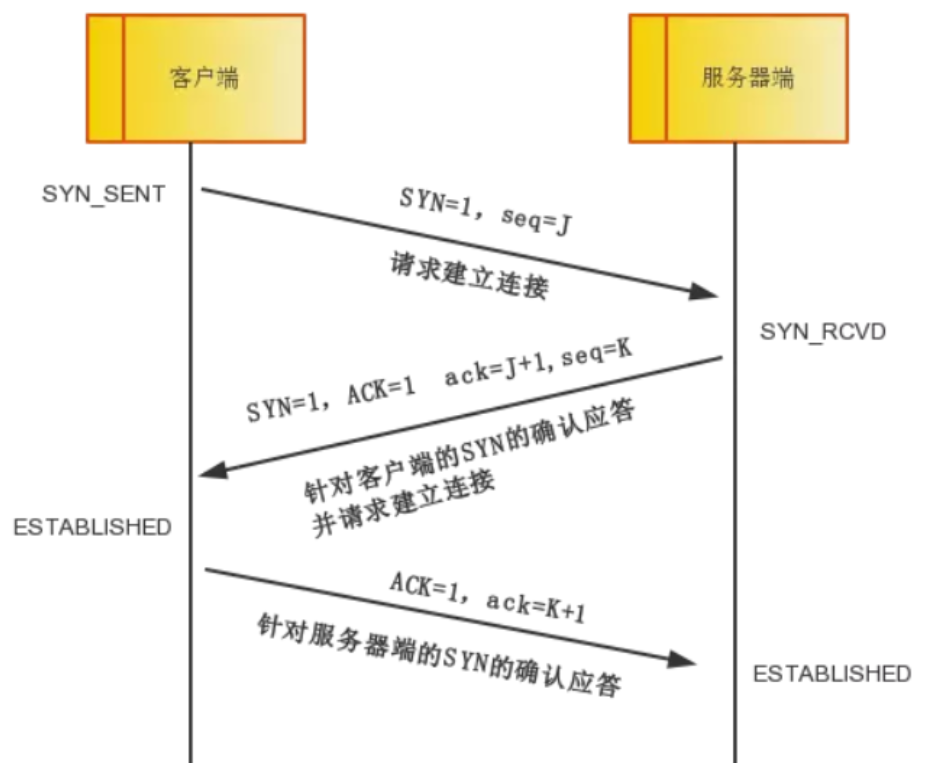 客户端
服务器端
SYN_SENT
SYN=1, seq=J
请求建立连接
SYN_RCVD
SYN=1, ACK=1 ack=J+1,seq=K
针对客户端的SYN的确认应答
并请求建立连接
ESTABLISHED
ACK=1, ack=K+1
针对服务器端的SYN的确认应答
ESTABLISHED